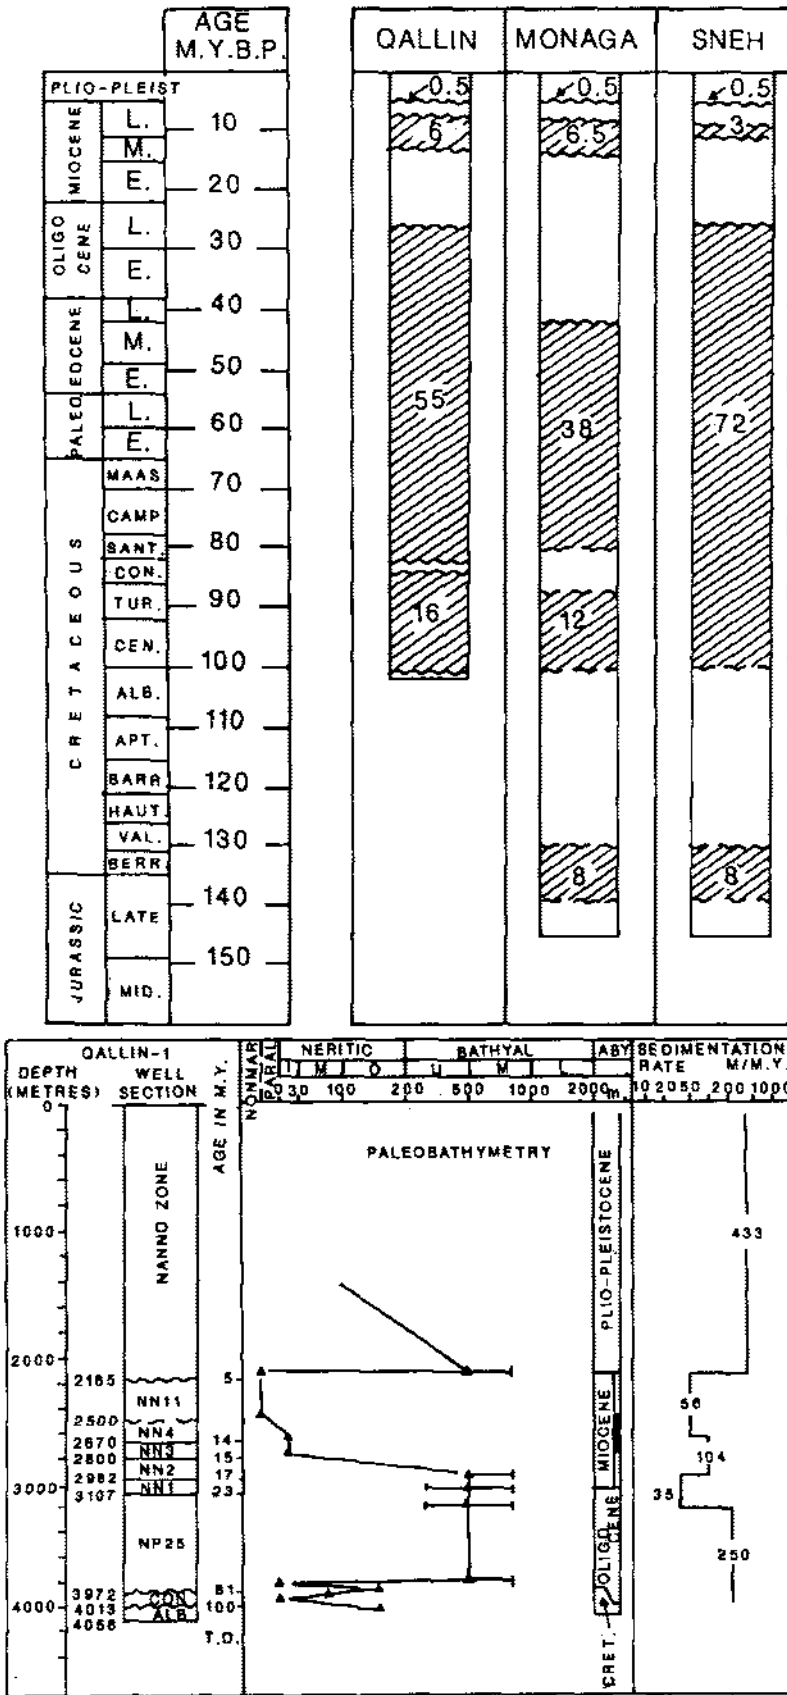 AGE
M.Y.B.P.
QALLIN
MONAGA
SNEH
PLIO-PLEIST
0.5
0.5
0.5
MIOCENE
L.
10
6
6.5
3
M.
E.
20
OLIGO
CENE
L.
30
E.
EOCENE
L.
40
M.
50
E.
PALEO
L.
60
E.
55
38
72
CRETACEOUS
MAAS
70
CAMP
80
SANT.
CON.
TUR.
90
16
12
CEN.
100
ALB.
110
APT.
BARR
120
HAUT.
VAL.
130
BERR
8
8
JURASSIC
LATE
140
150
MID.
QALLIN-1
DEPTH
(METRES)
WELL
SECTION
AGE IN M.Y.
NONMAR
PARAL
NERITIC
BATHYAL
ABY
SEDIMENTATION
RATE M/M.Y.
I M O U M L
0 30 100 200 500 1000 2000m
10 20 50 200 1000
0
1000
2000
3000
4000
NANNO ZONE
PALEOBATHYMETRY
PLIO-PLEISTOCENE
433
2165
5
NN11
56
2500
NN4
14
2670
NN3
15
104
2800
NN2
17
2982
NN1
23
3107
35
MIOCENE
NP25
250
OLIGO
CENE
3972
CON
81
4013
ALB
100
4056
T.D.
CRET.